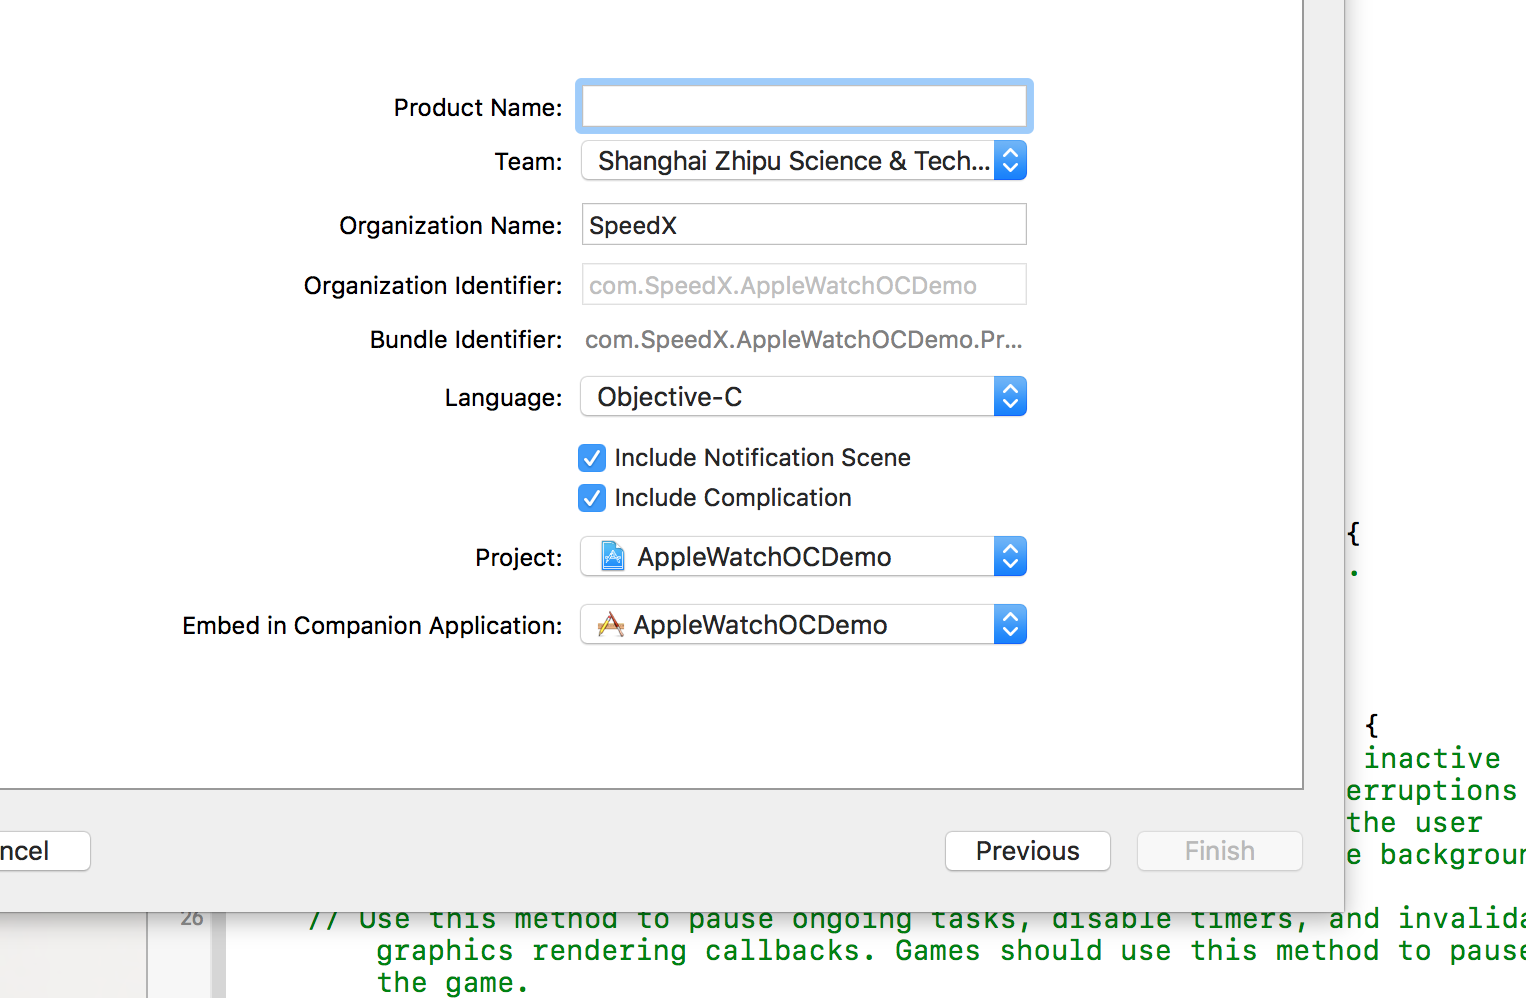 Product Name:
Team: Shanghai Zhipu Science & Tech...
Organization Name: SpeedX
Organization Identifier: com.SpeedX.AppleWatchOCDemo
Bundle Identifier: com.SpeedX.AppleWatchOCDemo.Pr...
Language: Objective-C
Include Notification Scene
Include Complication
{
.
Project: AppleWatchOCDemo
Embed in Companion Application: AppleWatchOCDemo
{
inactive
erruptions
the user
ncel Previous Finish
e backgroun
26 // Use this method to pause ongoing tasks, disable timers, and invalida
graphics rendering callbacks. Games should use this method to pause
the game.